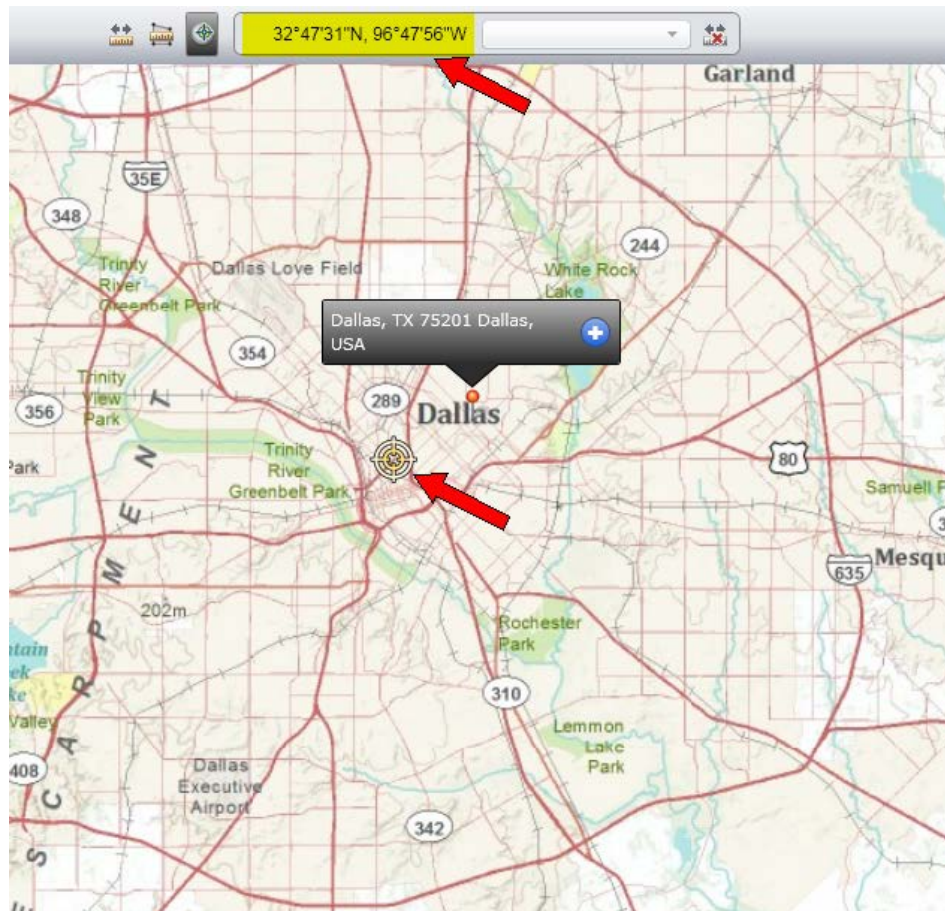 32°47'31"N, 96°47'56"W
Garland
35E
348
244
Trinity
River
Greenbelt Park
Dallas Love Field
White Rock
Lake
Dallas, TX 75201 Dallas,
USA
354
Trinity
View
Park
356
289
Dallas
Trinity
River
Greenbelt Park
80
Park
Samuell
635
Mesqu
202m
Rochester
Park
310
Valley
Lemmon
Lake
Park
408
Dallas
Executive
Airport
342
SCARPMENT